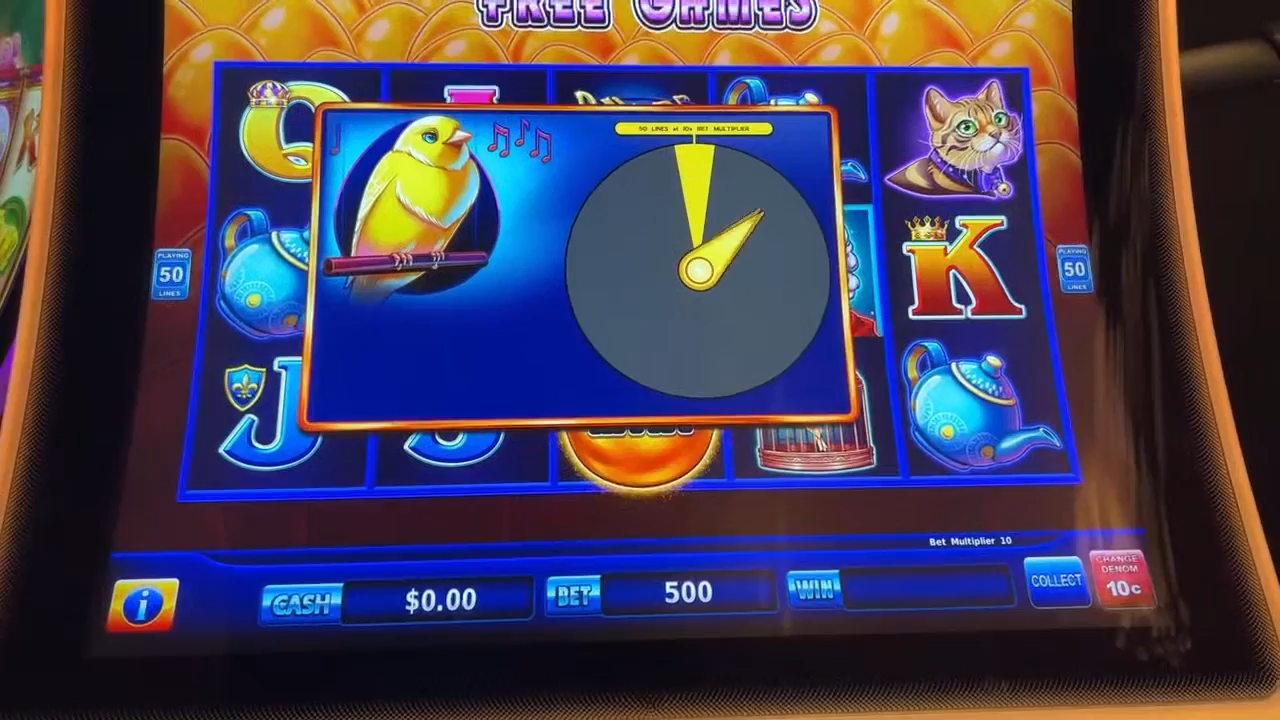 FREE GAMES
50 LINES at 10x BET MULTIPLIER
PLAYING
50
LINES
K
PLAYING
50
LINES
J
Bet Multiplier 10
i
CASH
$0.00
BET
500
WIN
COLLECT
CHANGE
DENOM
10¢